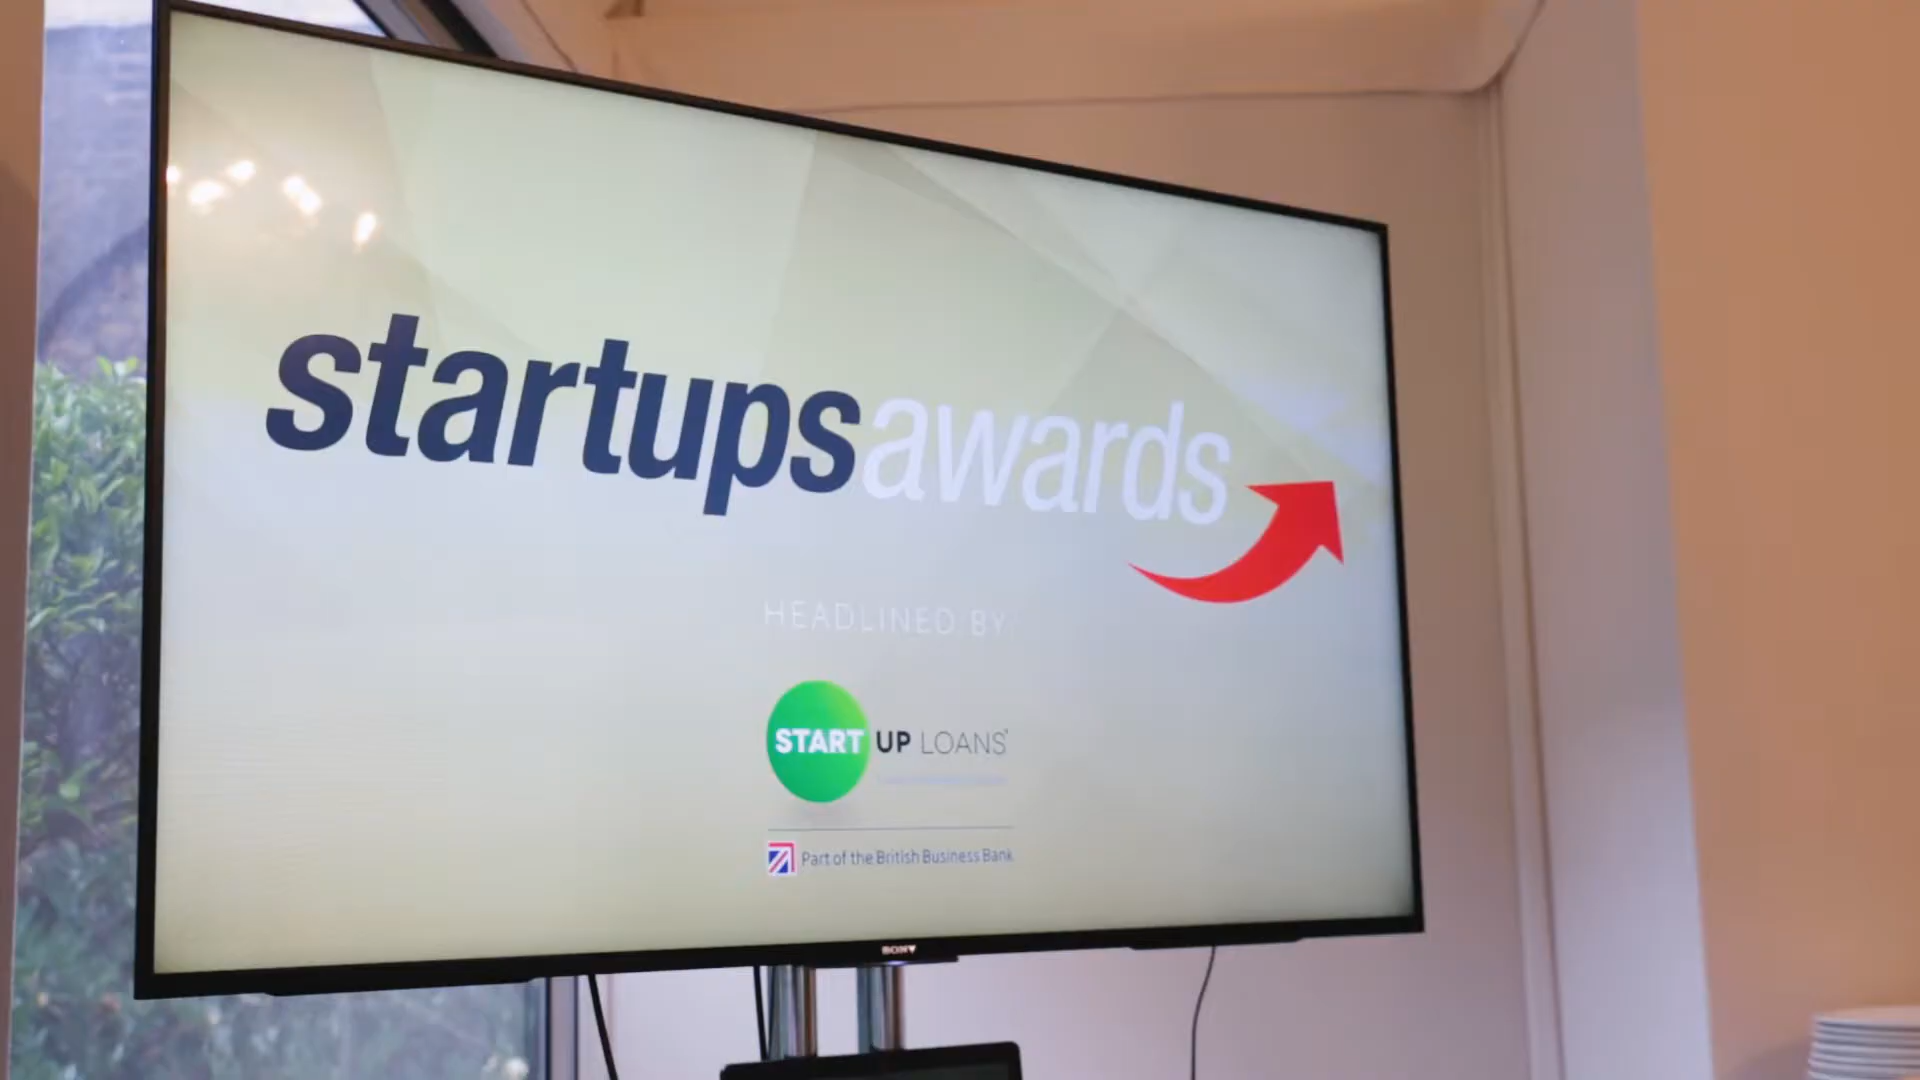 startupsawards
HEADLINED BY:
START UP LOANS
Part of the British Business Bank
SONY